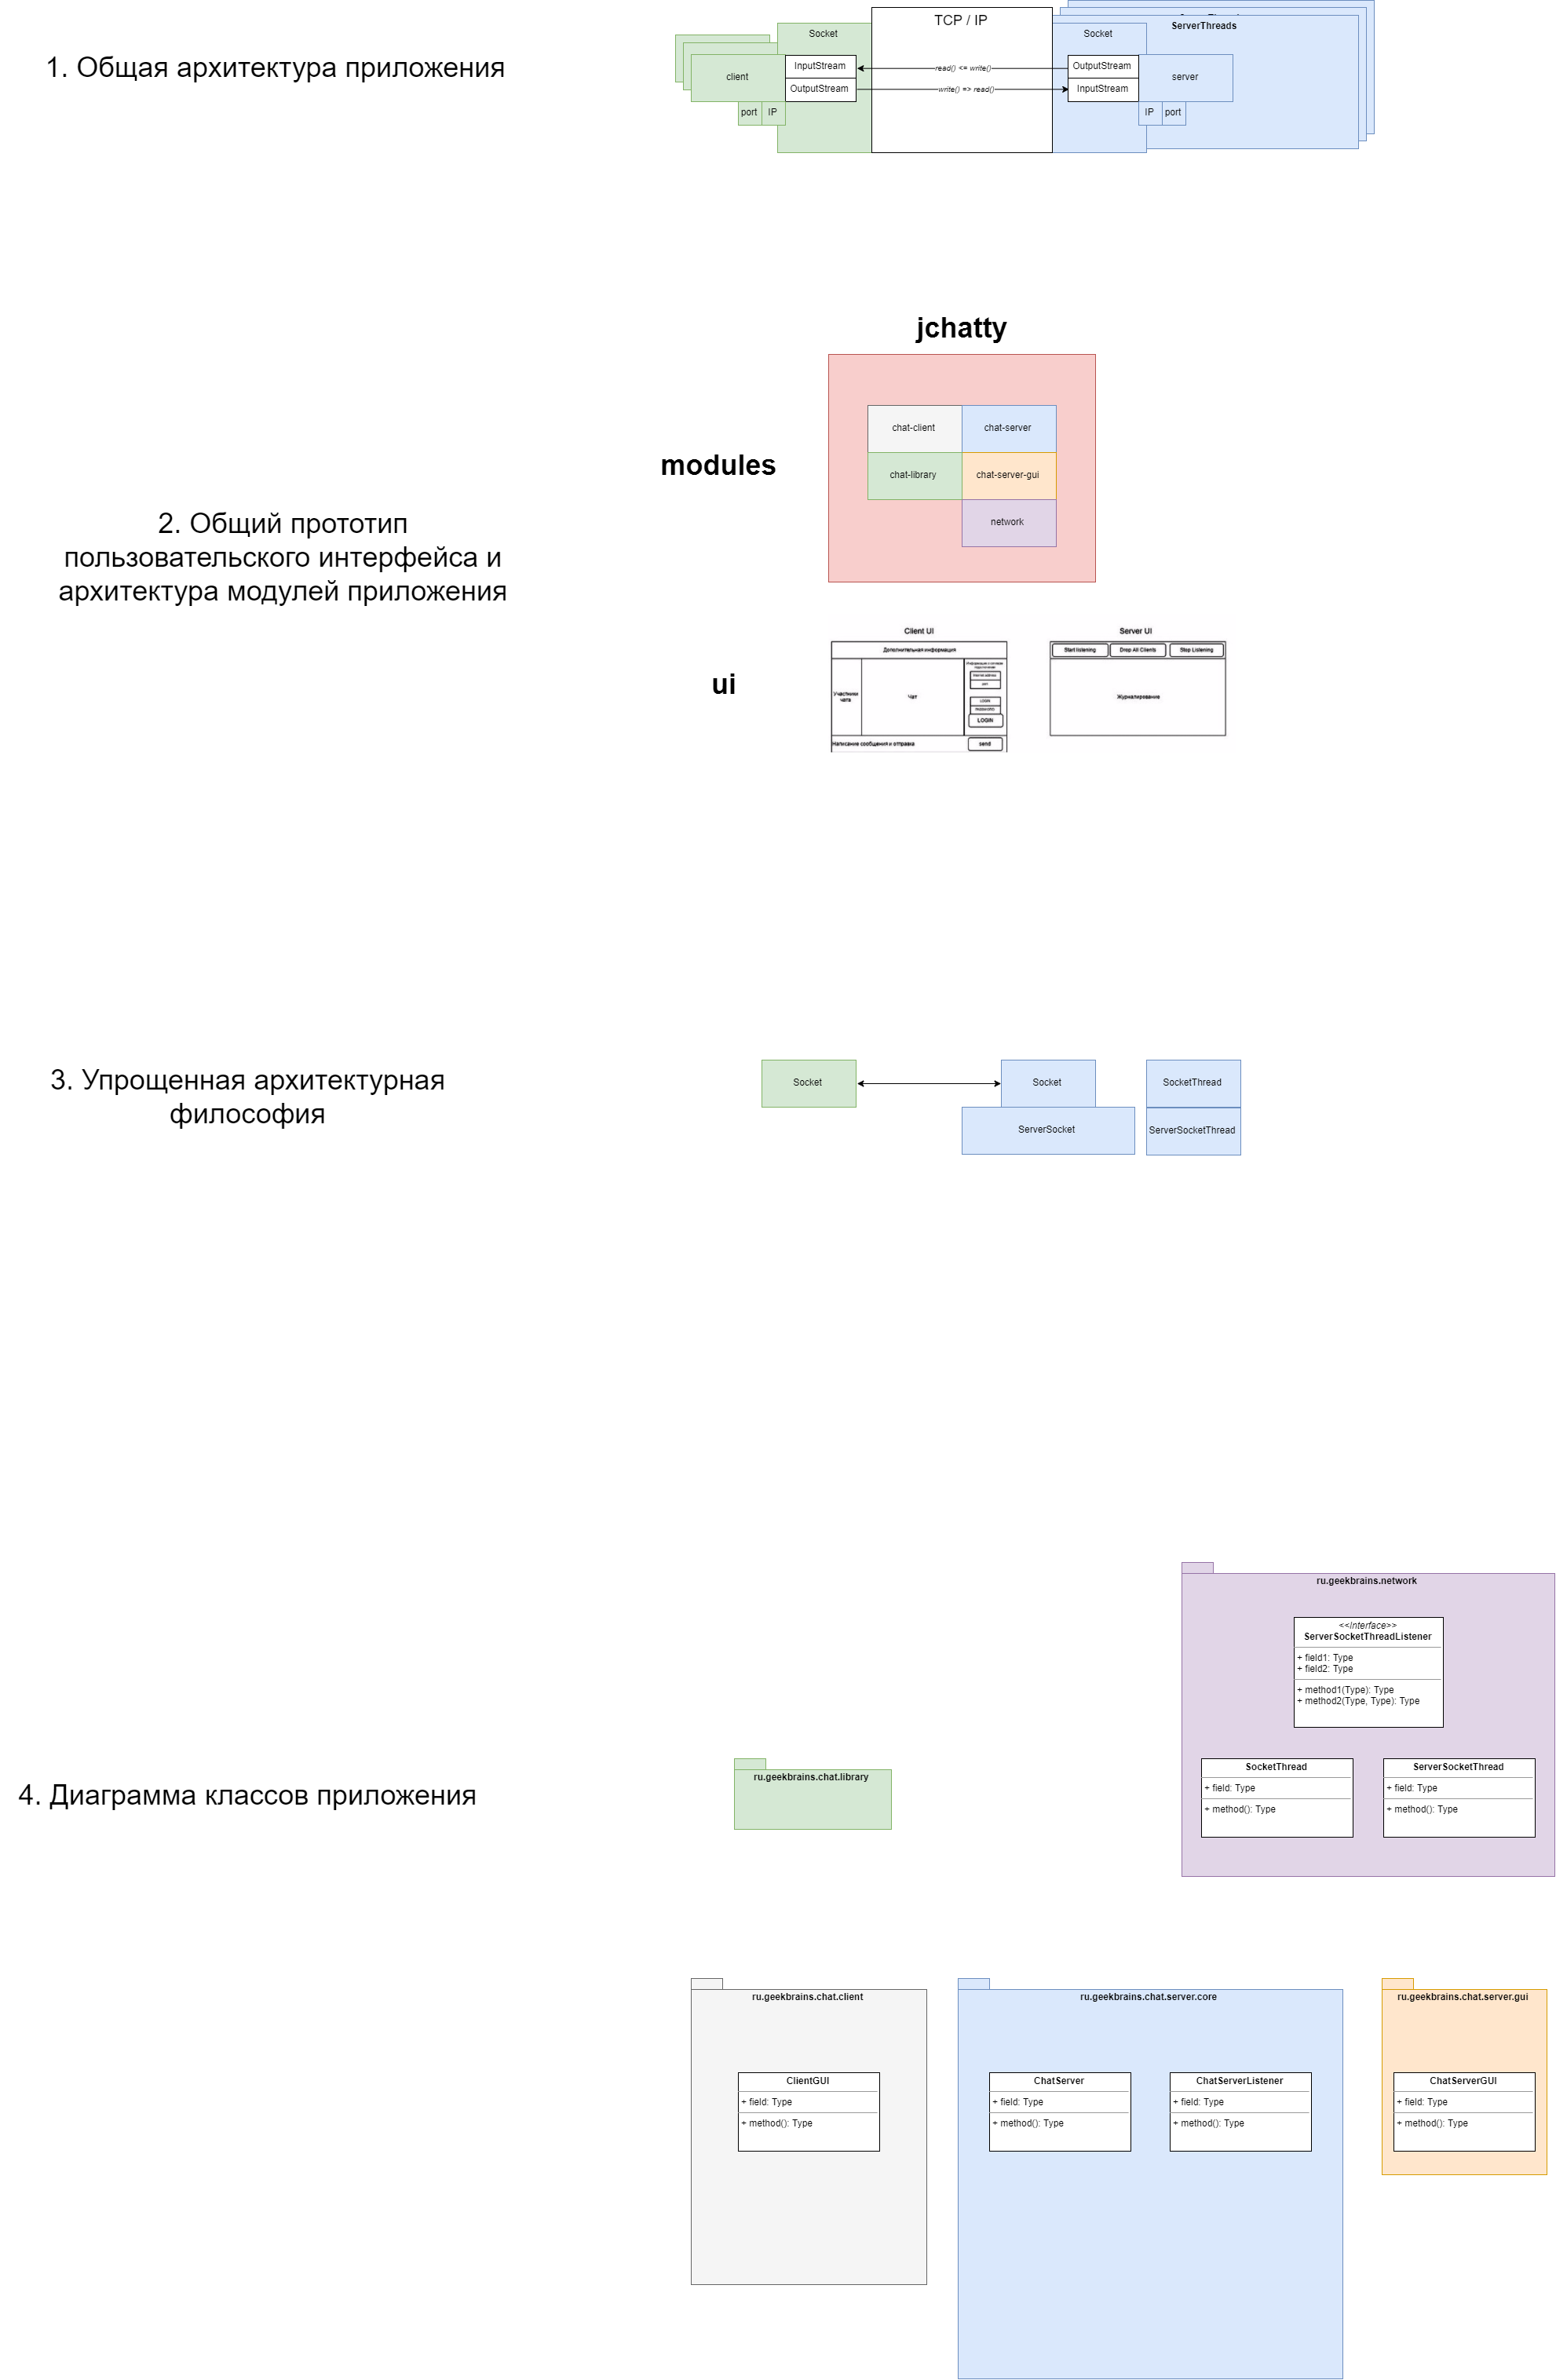 1. Общая архитектура приложения
TCP / IP
Socket
Socket
ServerThreads
client
InputStream
OutputStream
port
IP
read() <= write()
write() => read()
OutputStream
InputStream
server
IP
port
jchatty
modules
chat-client
chat-server
chat-library
chat-server-gui
network
2. Общий прототип
пользовательского интерфейса и
архитектура модулей приложения
ui
Client UI
Дополнительная информация
Участники
чата
Чат
LOGIN
LOGIN
Написание сообщения и отправка
send
Server UI
Start listening
Drop All Clients
Stop Listening
Журналирование
3. Упрощенная архитектурная
философия
Socket
Socket
ServerSocket
SocketThread
ServerSocketThread
4. Диаграмма классов приложения
ru.geekbrains.network
<<Interface>>
ServerSocketThreadListener
+ field1: Type
+ field2: Type
+ method1(Type): Type
+ method2(Type, Type): Type
SocketThread
+ field: Type
+ method(): Type
ServerSocketThread
+ field: Type
+ method(): Type
ru.geekbrains.chat.library
ru.geekbrains.chat.client
ClientGUI
+ field: Type
+ method(): Type
ru.geekbrains.chat.server.core
ChatServer
+ field: Type
+ method(): Type
ChatServerListener
+ field: Type
+ method(): Type
ru.geekbrains.chat.server.gui
ChatServerGUI
+ field: Type
+ method(): Type